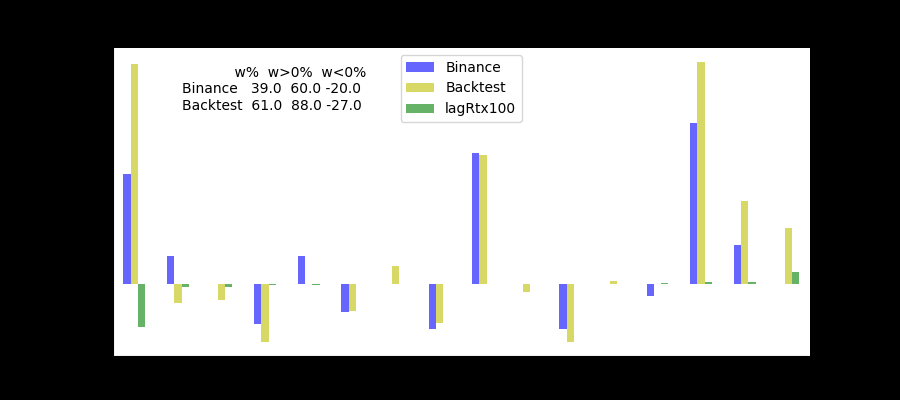 w%  w>0%  w<0%
Binance   39.0  60.0 -20.0
Backtest  61.0  88.0 -27.0
Binance
Backtest
lagRtx100